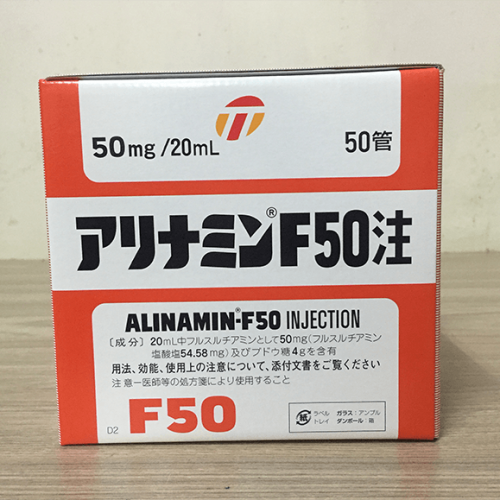 50mg/20mL
50管
アリナミン®F50注
ALINAMIN®-F50 INJECTION
〔成分〕20mL中フルスルチアミンとして50mg(フルスルチアミン
塩酸塩54.58mg)及びブドウ糖4gを含有
用法、効能、使用上の注意について、添付文書をご覧ください
注意-医師等の処方箋により使用すること
D2
F50
紙
ラベル
トレイ
ガラス:アンプル
ダンボール:箱